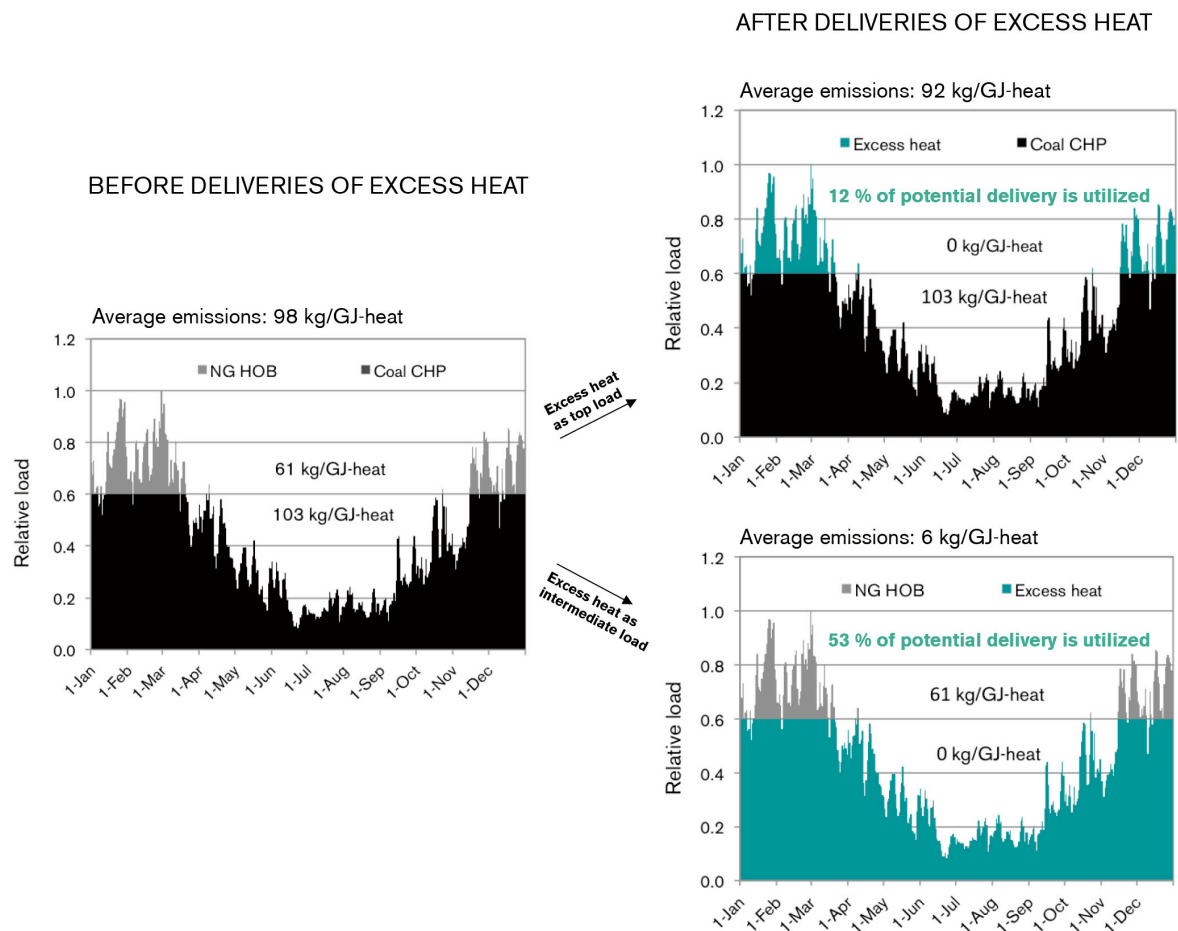 AFTER DELIVERIES OF EXCESS HEAT
BEFORE DELIVERIES OF EXCESS HEAT
Average emissions: 98 kg/GJ-heat
Relative load
1.2
1.0
0.8
0.6
0.4
0.2
0.0
NG HOB
Coal CHP
61 kg/GJ-heat
103 kg/GJ-heat
1-Jan
1-Feb
1-Mar
1-Apr
1-May
1-Jun
1-Jul
1-Aug
1-Sep
1-Oct
1-Nov
1-Dec
Excess heat
as top load
Excess heat as
intermediate load
Average emissions: 92 kg/GJ-heat
Relative load
1.2
1.0
0.8
0.6
0.4
0.2
0.0
Excess heat
Coal CHP
12 % of potential delivery is utilized
0 kg/GJ-heat
103 kg/GJ-heat
1-Jan
1-Feb
1-Mar
1-Apr
1-May
1-Jun
1-Jul
1-Aug
1-Sep
1-Oct
1-Nov
1-Dec
Average emissions: 6 kg/GJ-heat
Relative load
1.2
1.0
0.8
0.6
0.4
0.2
0.0
NG HOB
Excess heat
53 % of potential delivery is utilized
61 kg/GJ-heat
0 kg/GJ-heat
1-Jan
1-Feb
1-Mar
1-Apr
1-May
1-Jun
1-Jul
1-Aug
1-Sep
1-Oct
1-Nov
1-Dec